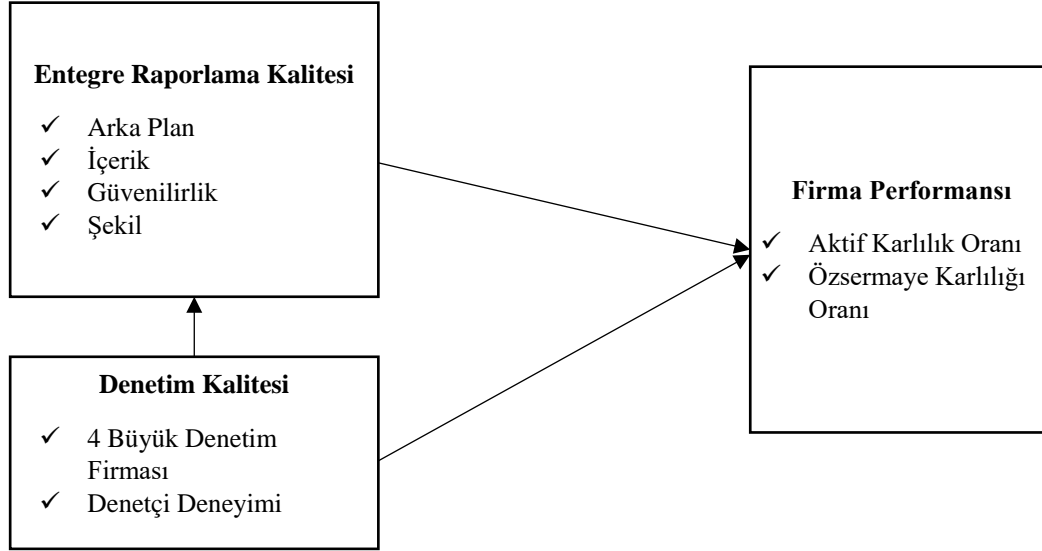 Entegre Raporlama Kalitesi
✓ Arka Plan
✓ İçerik
✓ Güvenilirlik
✓ Şekil
Denetim Kalitesi
✓ 4 Büyük Denetim
Firması
✓ Denetçi Deneyimi
Firma Performansı
✓ Aktif Karlılık Oranı
✓ Özsermaye Karlılığı
Oranı